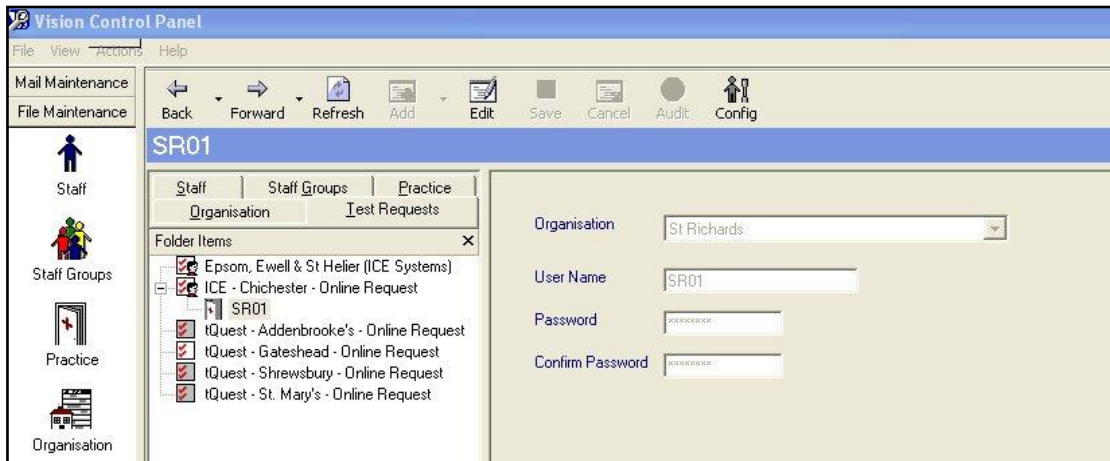 Vision Control Panel
File View Actions Help
Mail Maintenance
File Maintenance
Back Forward Refresh Add Edit Save Cancel Audit Config
SR01
Staff
Staff Groups
Practice
Organisation
Staff Staff Groups Practice
Organisation Test Requests
Folder Items
Epsom, Ewell & St Helier (ICE Systems)
ICE - Chichester - Online Request
SR01
tQuest - Addenbrooke's - Online Request
tQuest - Gateshead - Online Request
tQuest - Shrewsbury - Online Request
tQuest - St. Mary's - Online Request
Organisation St Richards
User Name SR01
Password ********
Confirm Password ********